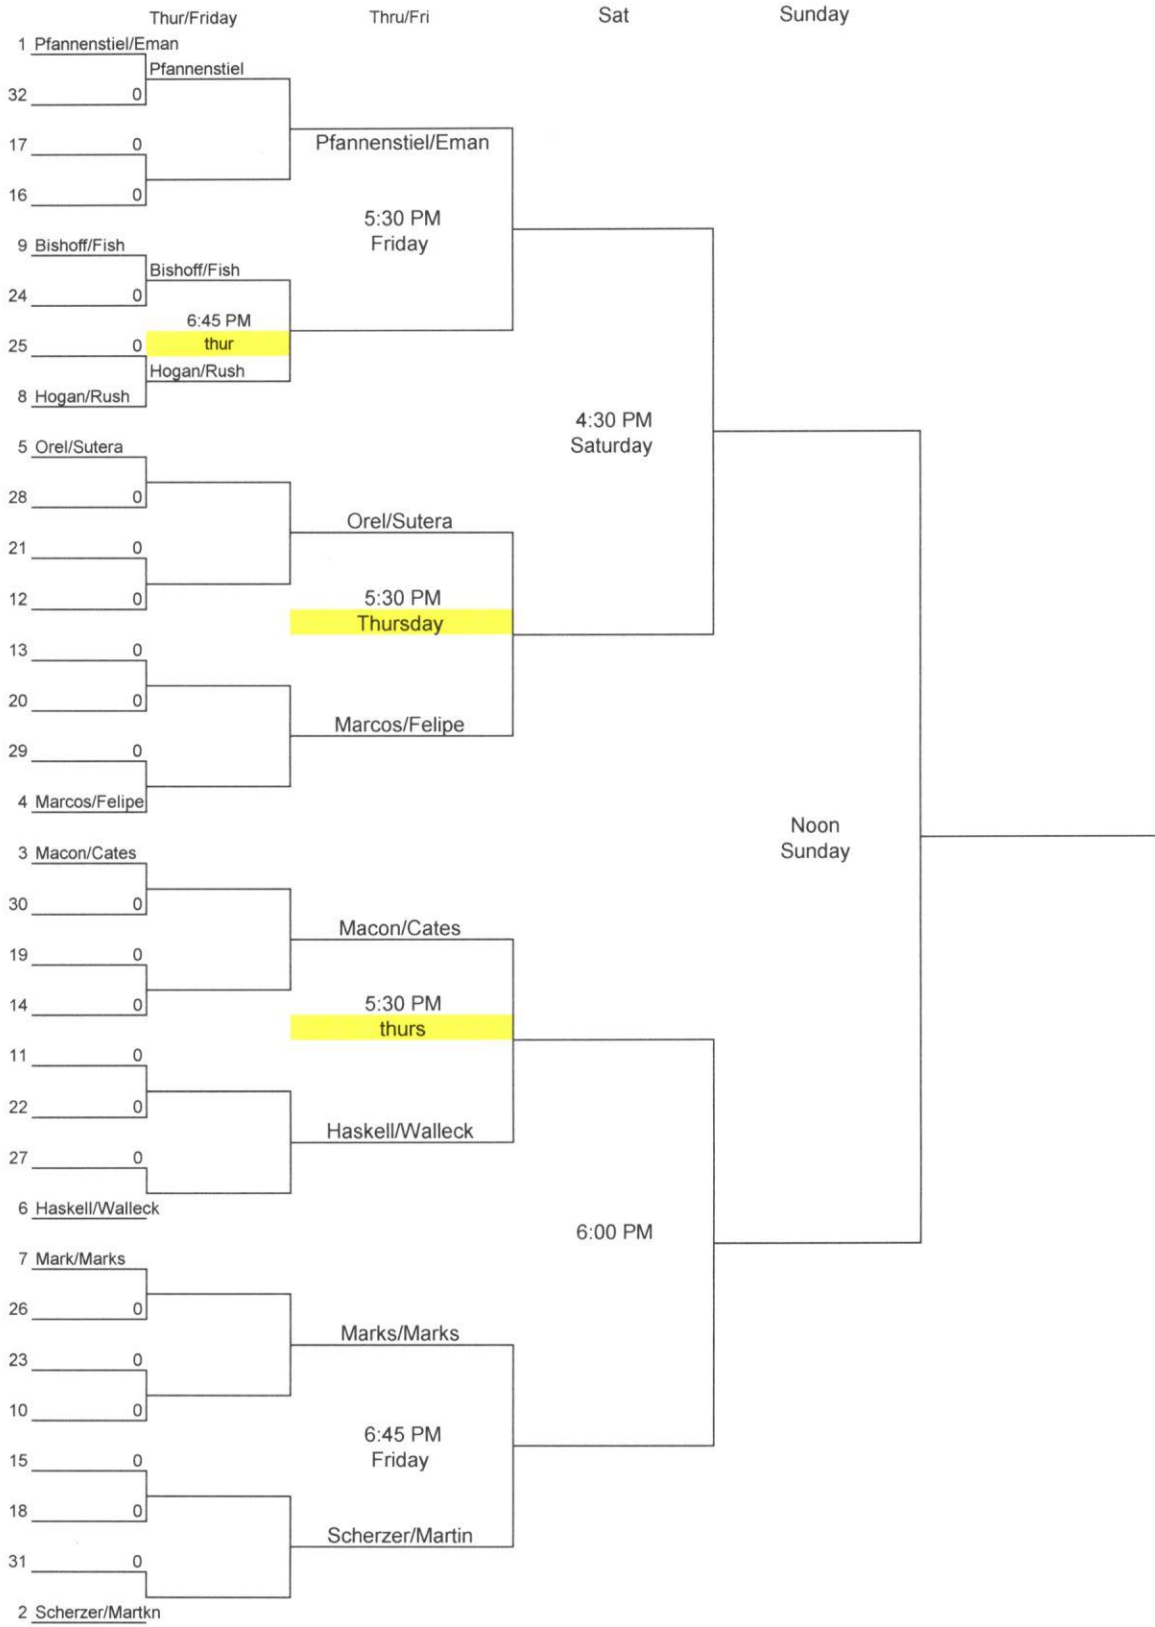 Thur/Friday Thru/Fri Sat Sunday
1 Pfannenstiel/Eman
Pfannenstiel
32 0
Pfannenstiel/Eman
17 0
16 0
5:30 PM
Friday
9 Bishoff/Fish
Bishoff/Fish
24 0
6:45 PM
25 0 thur
Hogan/Rush
8 Hogan/Rush
4:30 PM
Saturday
5 Orel/Sutera
28 0
Orel/Sutera
21 0
12 0
5:30 PM
Thursday
13 0
20 0
Marcos/Felipe
29 0
4 Marcos/Felipe
Noon
Sunday
3 Macon/Cates
30 0
Macon/Cates
19 0
14 0
5:30 PM
thurs
11 0
22 0
Haskell/Walleck
27 0
6 Haskell/Walleck
6:00 PM
7 Mark/Marks
26 0
Marks/Marks
23 0
10 0
6:45 PM
Friday
15 0
18 0
Scherzer/Martin
31 0
2 Scherzer/Martkn